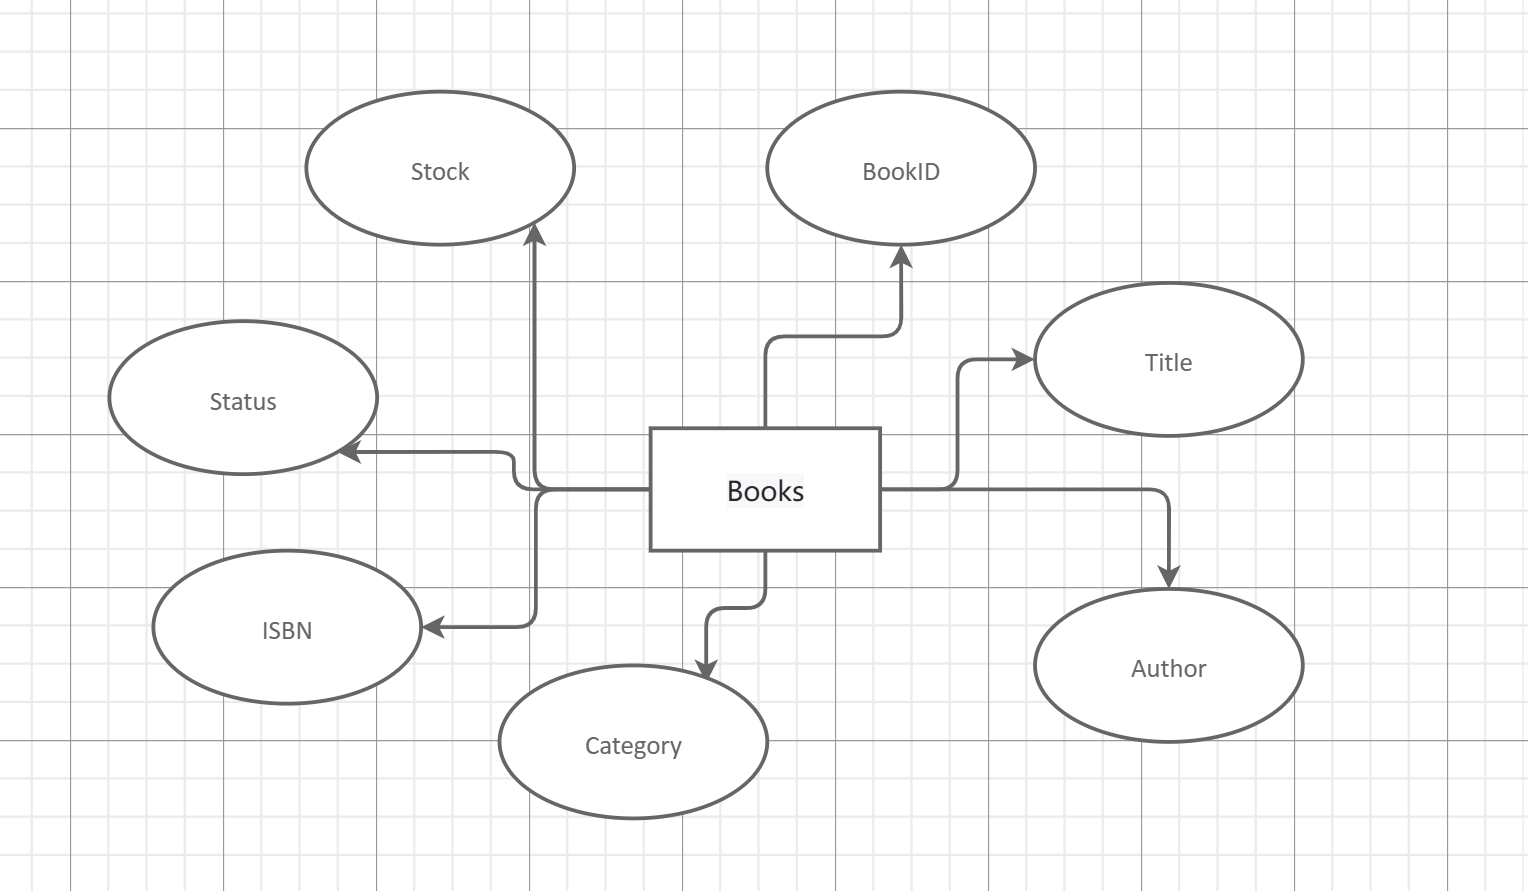 Stock
BookID
Title
Status
Books
ISBN
Author
Category